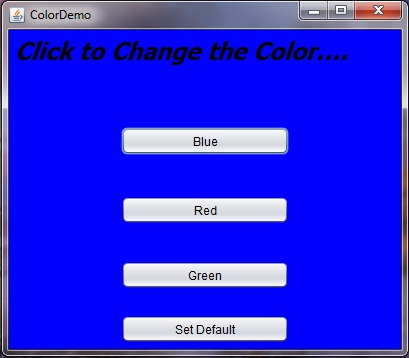 ColorDemo
Click to Change the Color....
Blue
Red
Green
Set Default